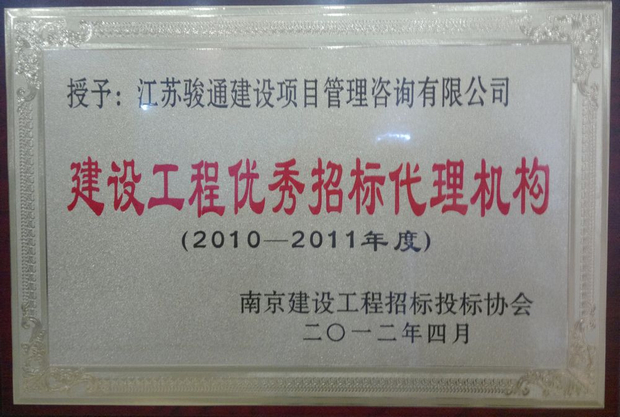 授予：江苏骏通建设项目管理咨询有限公司
建设工程优秀招标代理机构
(2010—2011年度)
南京建设工程招标投标协会
二〇一二年四月